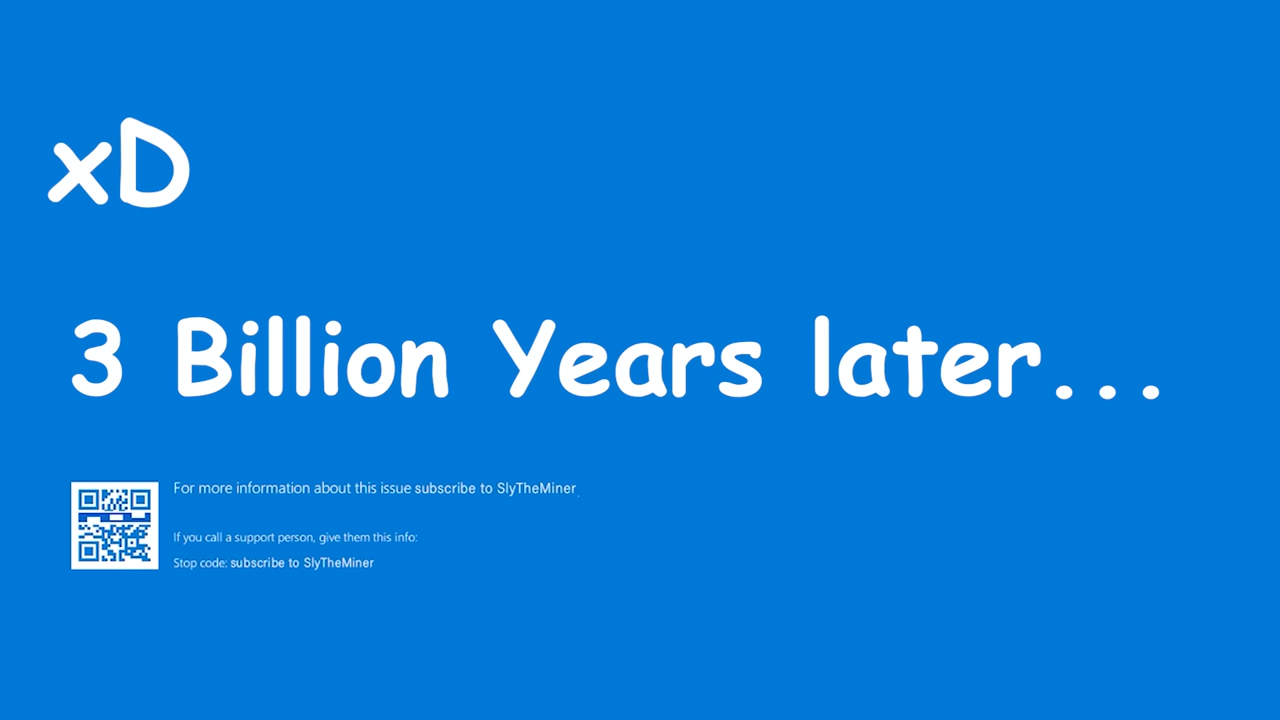 xD
3 Billion Years later...
For more information about this issue subscribe to SlyTheMiner.
If you call a support person, give them this info:
Stop code: subscribe to SlyTheMiner